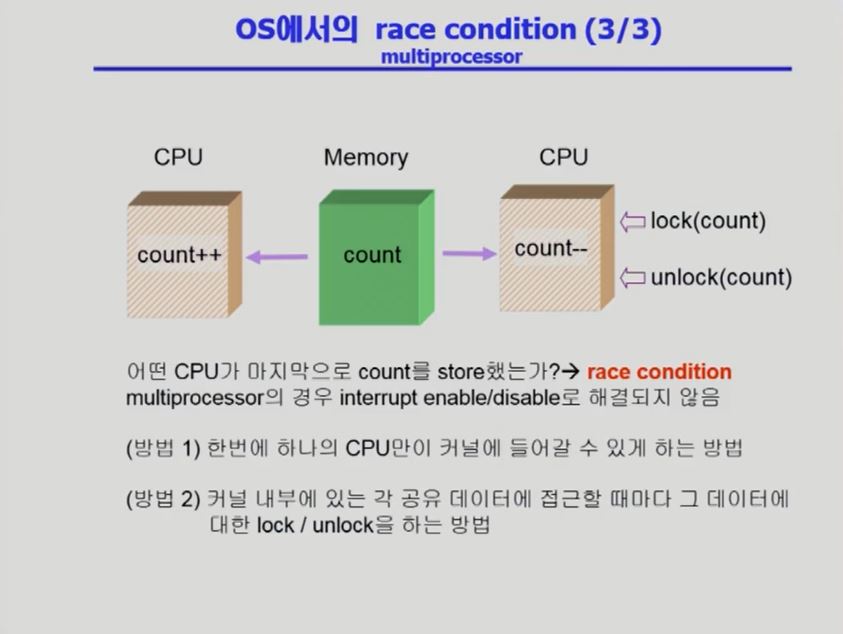 OS에서의 race condition (3/3)
multiprocessor
CPU
Memory
CPU
count++
count
count--
lock(count)
unlock(count)
어떤 CPU가 마지막으로 count를 store했는가?→ race condition
multiprocessor의 경우 interrupt enable/disable로 해결되지 않음
(방법 1) 한번에 하나의 CPU만이 커널에 들어갈 수 있게 하는 방법
(방법 2) 커널 내부에 있는 각 공유 데이터에 접근할 때마다 그 데이터에
대한 lock / unlock을 하는 방법